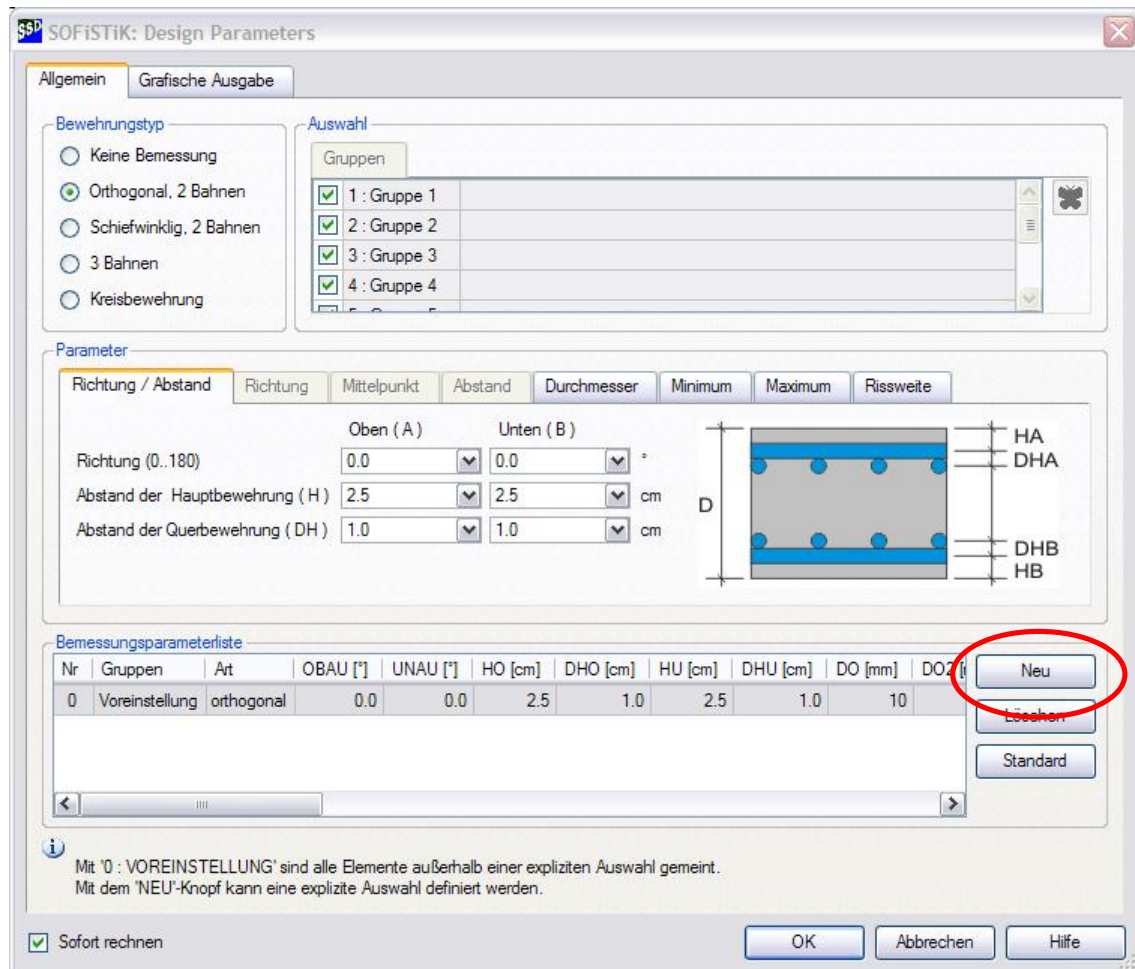 SSD SOFiSTiK: Design Parameters
Allgemein Grafische Ausgabe
Bewehrungstyp
Keine Bemessung
Orthogonal, 2 Bahnen
Schiefwinklig, 2 Bahnen
3 Bahnen
Kreisbewehrung
Auswahl
Gruppen
1 : Gruppe 1
2 : Gruppe 2
3 : Gruppe 3
4 : Gruppe 4
Parameter
Richtung / Abstand Richtung Mittelpunkt Abstand Durchmesser Minimum Maximum Rissweite
Oben ( A ) Unten ( B )
Richtung (0..180) 0.0 0.0 °
Abstand der Hauptbewehrung ( H ) 2.5 2.5 cm
Abstand der Querbewehrung ( DH ) 1.0 1.0 cm
D
HA
DHA
DHB
HB
Bemessungsparameterliste
Nr Gruppen Art OBAU [°] UNAU [°] HO [cm] DHO [cm] HU [cm] DHU [cm] DO [mm] DO2
0 Voreinstellung orthogonal 0.0 0.0 2.5 1.0 2.5 1.0 10
Neu
Löschen
Standard
Mit '0 : VOREINSTELLUNG' sind alle Elemente außerhalb einer expliziten Auswahl gemeint.
Mit dem 'NEU'-Knopf kann eine explizite Auswahl definiert werden.
Sofort rechnen
OK Abbrechen Hilfe